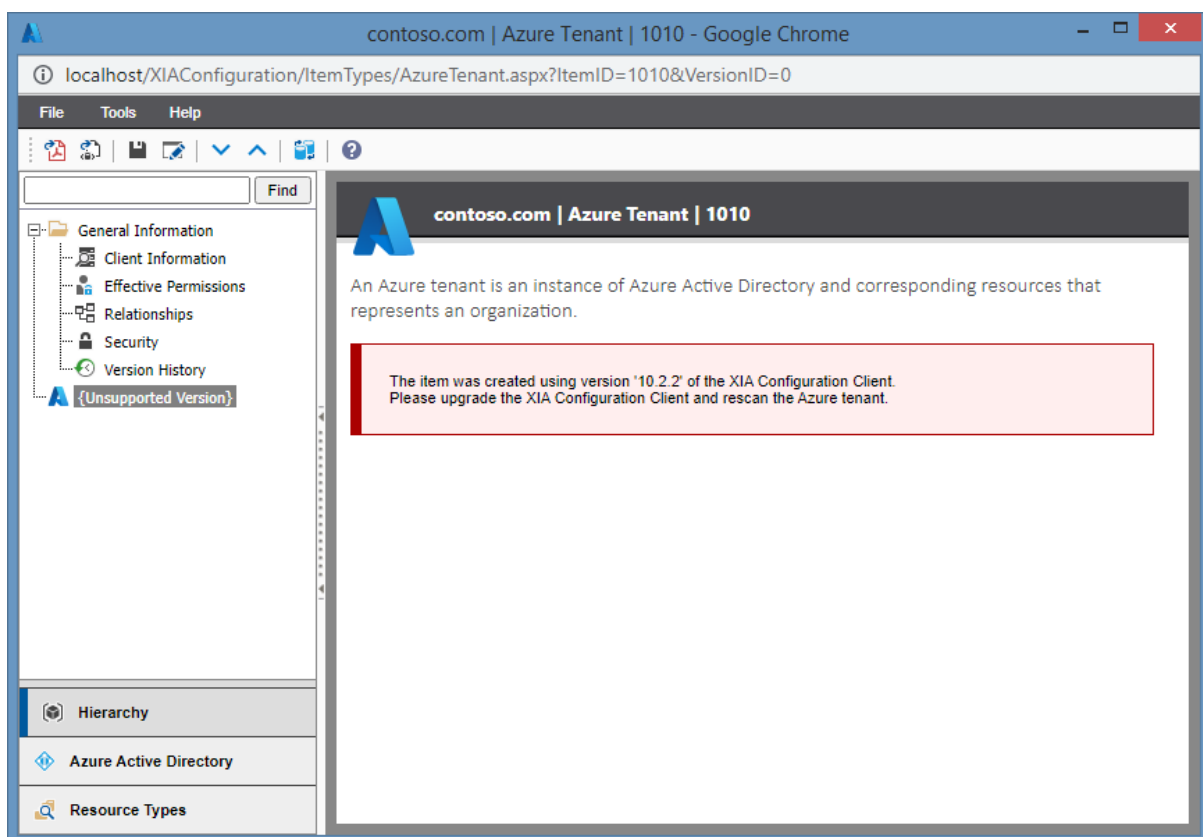 contoso.com | Azure Tenant | 1010 - Google Chrome
localhost/XIAConfiguration/ItemTypes/AzureTenant.aspx?ItemID=1010&VersionID=0
File Tools Help
Find
General Information
Client Information
Effective Permissions
Relationships
Security
Version History
{Unsupported Version}
Hierarchy
Azure Active Directory
Resource Types
contoso.com | Azure Tenant | 1010
An Azure tenant is an instance of Azure Active Directory and corresponding resources that
represents an organization.
The item was created using version '10.2.2' of the XIA Configuration Client.
Please upgrade the XIA Configuration Client and rescan the Azure tenant.